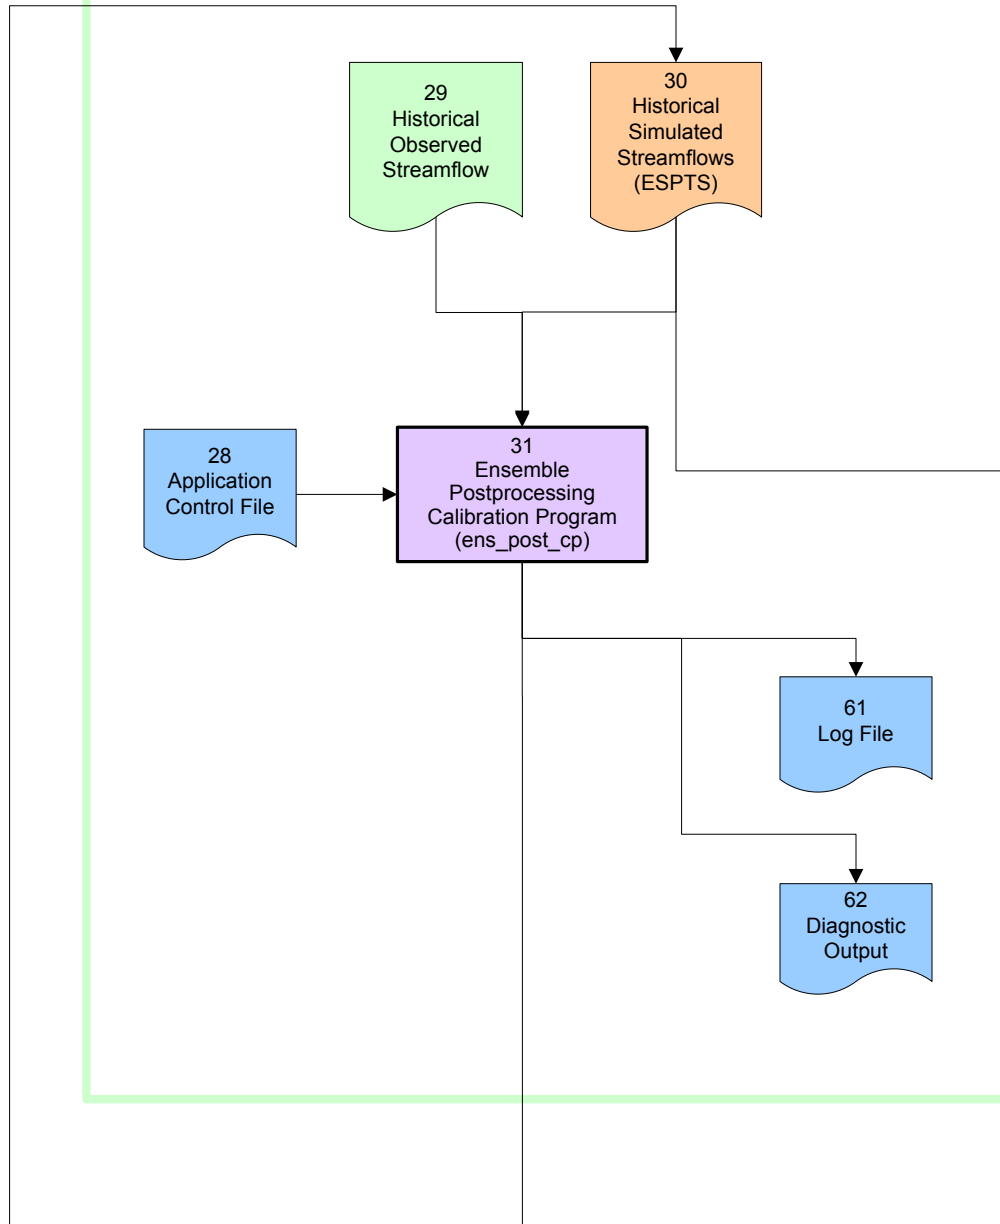 29
Historical
Observed
Streamflow
30
Historical
Simulated
Streamflows
(ESPTS)
28
Application
Control File
31
Ensemble
Postprocessing
Calibration Program
(ens_post_cp)
61
Log File
62
Diagnostic
Output